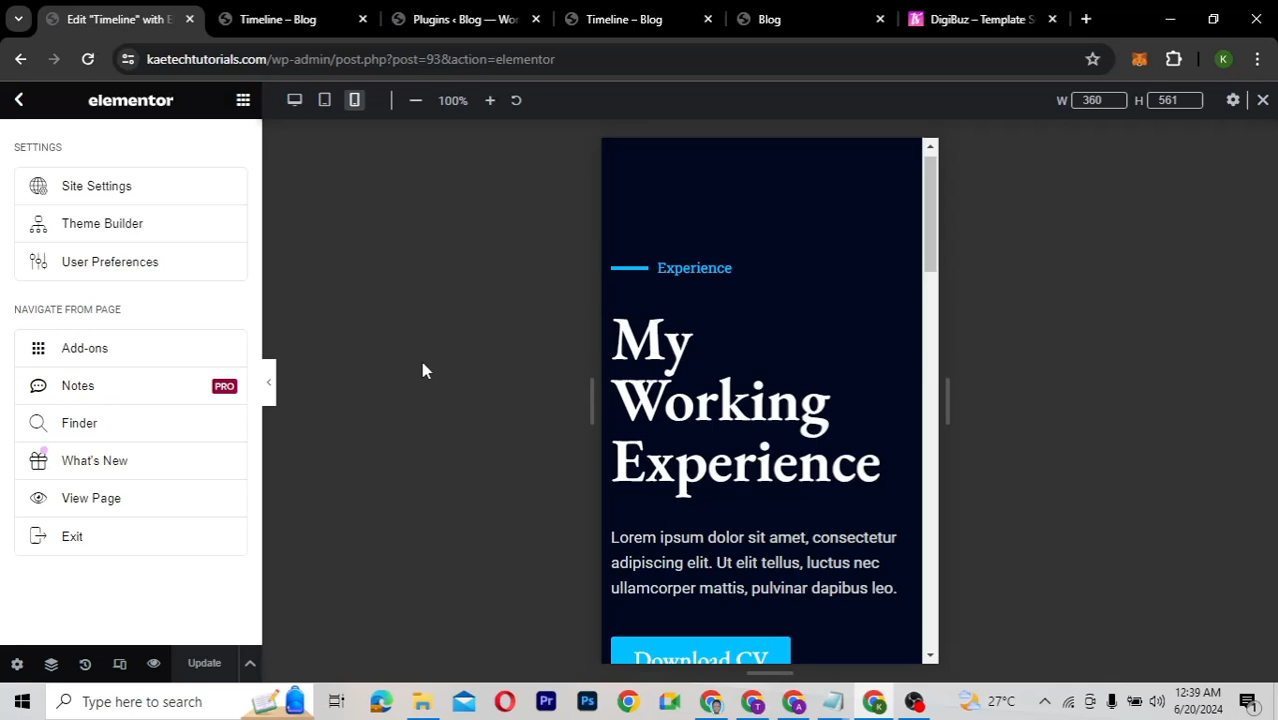 Edit "Timeline" with E
Timeline – Blog
Plugins ‹ Blog — Wor
Timeline – Blog
Blog
DigiBuz – Template S
kaetechtutorials.com/wp-admin/post.php?post=93&action=elementor
K
elementor
100%
W 360 H 561
SETTINGS
Site Settings
Theme Builder
User Preferences
NAVIGATE FROM PAGE
Add-ons
Notes PRO
Finder
What's New
View Page
Exit
Update
Experience
My
Working
Experience
Lorem ipsum dolor sit amet, consectetur
adipiscing elit. Ut elit tellus, luctus nec
ullamcorper mattis, pulvinar dapibus leo.
Download CV
Type here to search
Pr
Ps
27°C
12:39 AM
6/20/2024
1